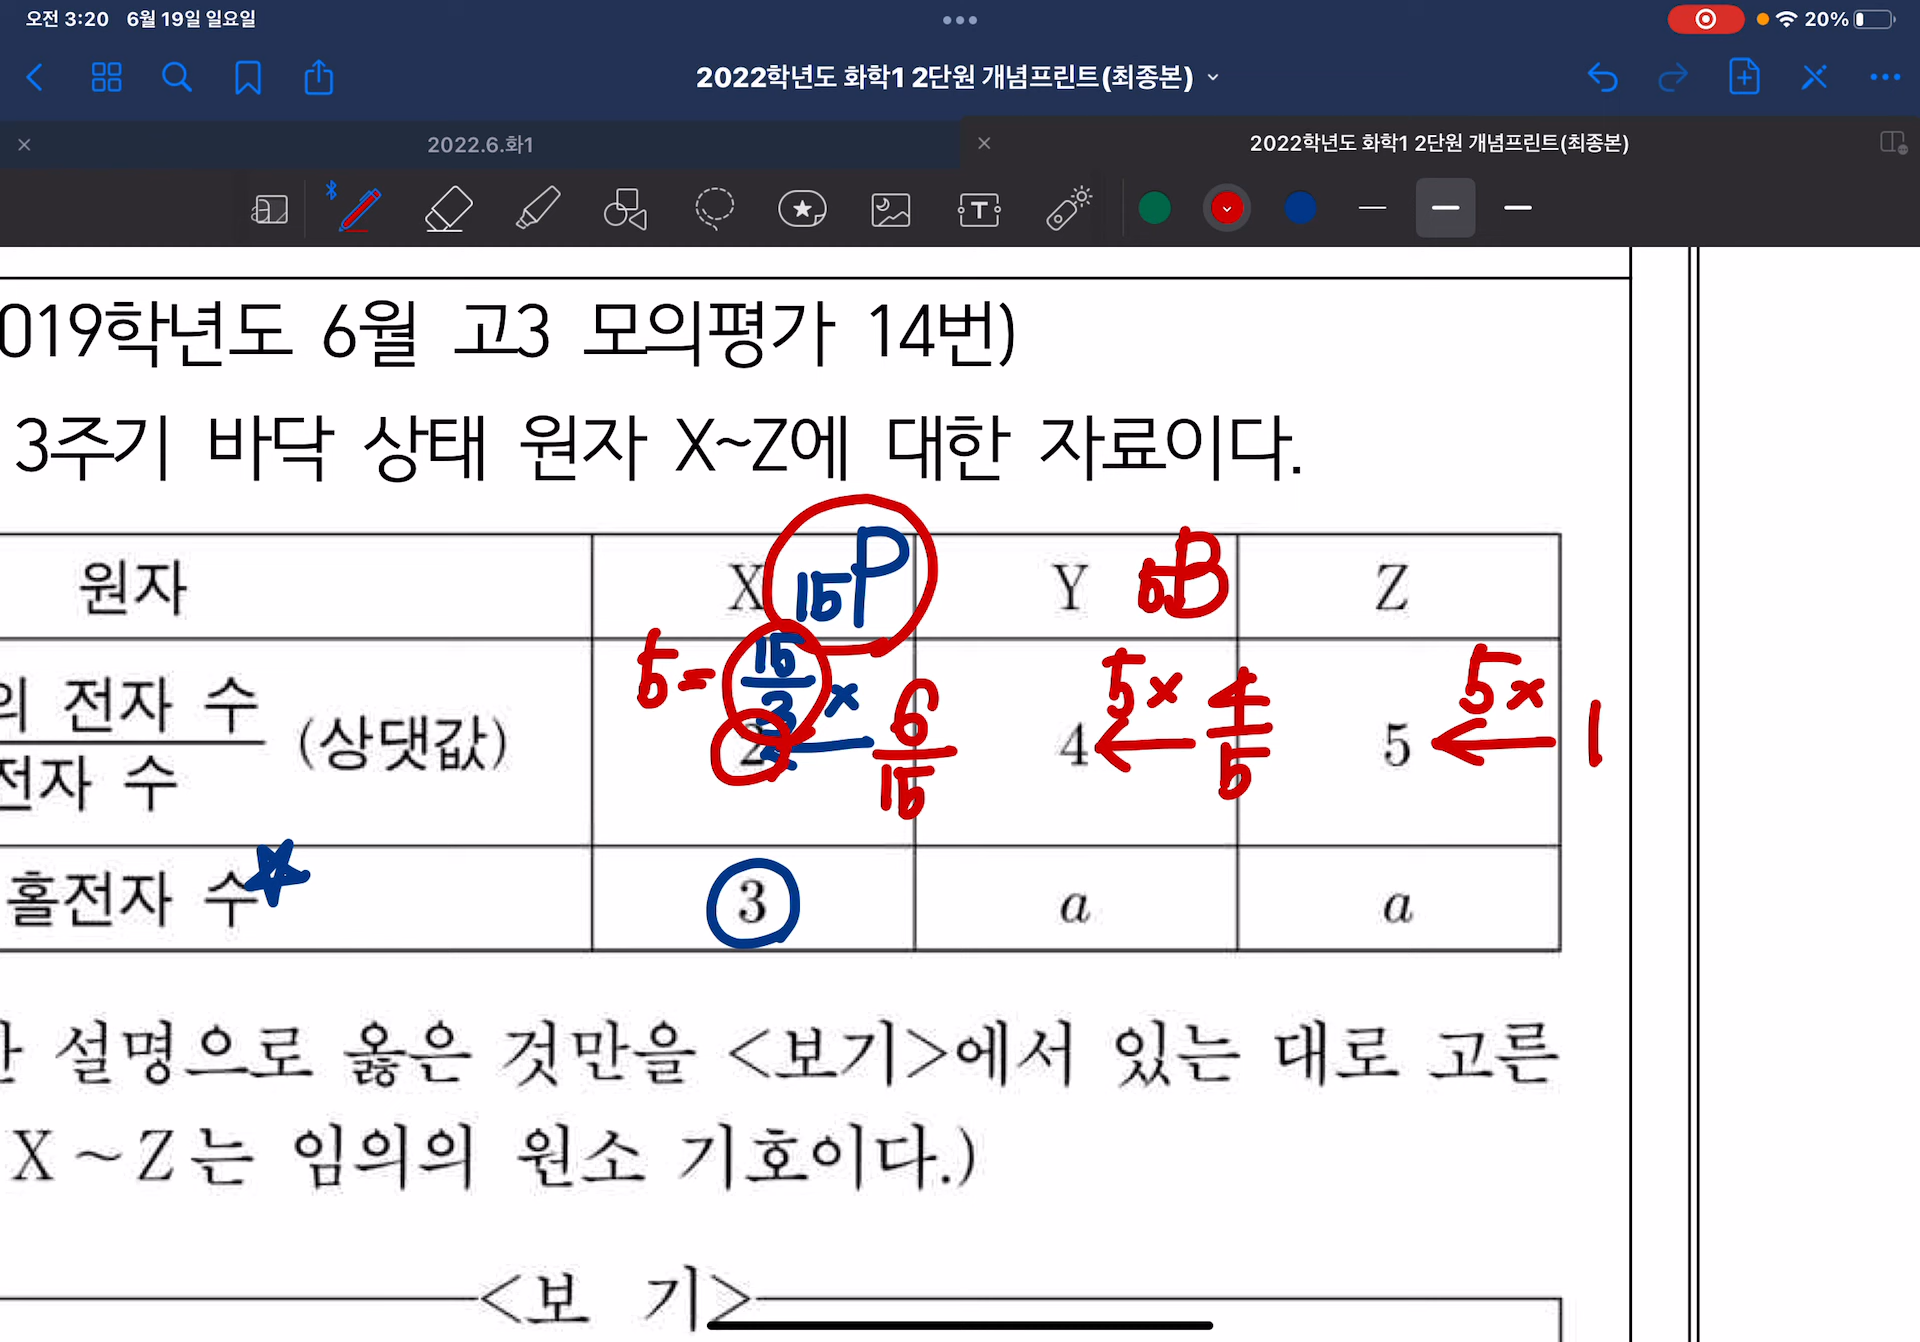 오전 3:20 6월 19일 일요일
20%
2022학년도 화학1 2단원 개념프린트(최종본)
2022.6.화1
2022학년도 화학1 2단원 개념프린트(최종본)
019학년도 6월 고3 모의평가 14번)
3주기 바닥 상태 원자 X~Z에 대한 자료이다.
원자 X 15P Y 5B Z
의 전자 수
전자 수
(상댓값)
5= 15/3 × 6/15
2
5× 4/5
4
5× 1
5
홀전자 수 3 a a
설명으로 옳은 것만을 <보기>에서 있는 대로 고른
X~Z는 임의의 원소 기호이다.)
<보 기>